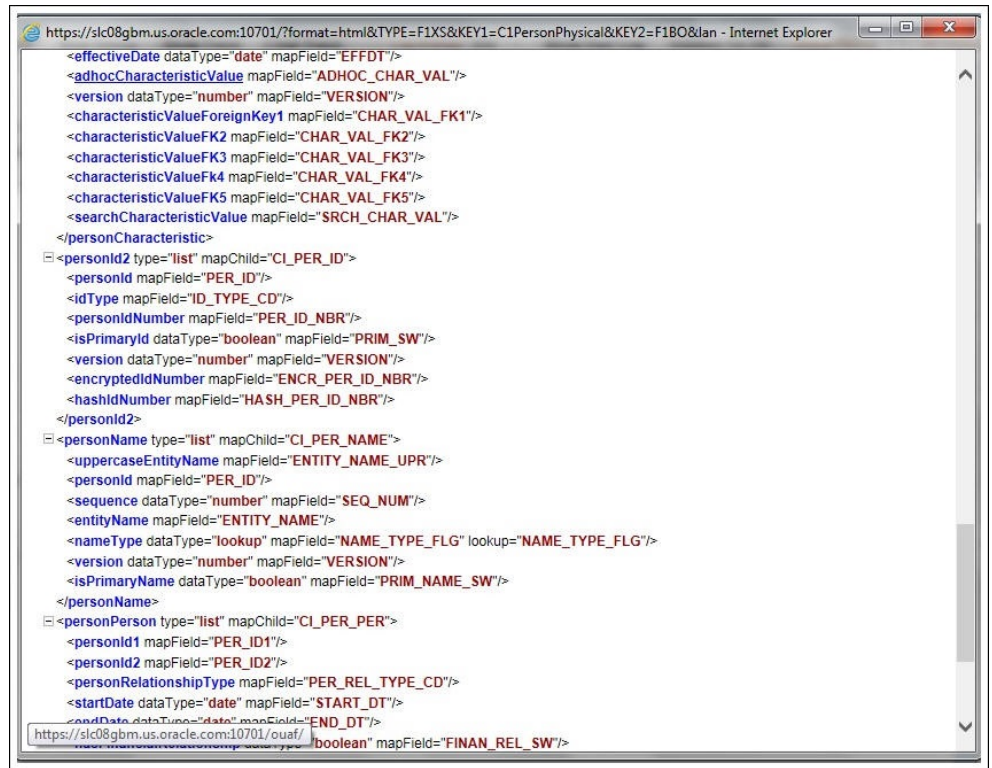 https://slc08gbm.us.oracle.com:10701/?format=html&TYPE=F1XS&KEY1=C1PersonPhysical&KEY2=F1BO&lan - Internet Explorer
<effectiveDate dataType="date" mapField="EFFDT"/>
<adhocCharacteristicValue mapField="ADHOC_CHAR_VAL"/>
<version dataType="number" mapField="VERSION"/>
<characteristicValueForeignKey1 mapField="CHAR_VAL_FK1"/>
<characteristicValueFK2 mapField="CHAR_VAL_FK2"/>
<characteristicValueFK3 mapField="CHAR_VAL_FK3"/>
<characteristicValueFk4 mapField="CHAR_VAL_FK4"/>
<characteristicValueFK5 mapField="CHAR_VAL_FK5"/>
<searchCharacteristicValue mapField="SRCH_CHAR_VAL"/>
</personCharacteristic>
<personId2 type="list" mapChild="CI_PER_ID">
<personId mapField="PER_ID"/>
<idType mapField="ID_TYPE_CD"/>
<personIdNumber mapField="PER_ID_NBR"/>
<isPrimaryId dataType="boolean" mapField="PRIM_SW"/>
<version dataType="number" mapField="VERSION"/>
<encryptedIdNumber mapField="ENCR_PER_ID_NBR"/>
<hashIdNumber mapField="HASH_PER_ID_NBR"/>
</personId2>
<personName type="list" mapChild="CI_PER_NAME">
<uppercaseEntityName mapField="ENTITY_NAME_UPR"/>
<personId mapField="PER_ID"/>
<sequence dataType="number" mapField="SEQ_NUM"/>
<entityName mapField="ENTITY_NAME"/>
<nameType dataType="lookup" mapField="NAME_TYPE_FLG" lookup="NAME_TYPE_FLG"/>
<version dataType="number" mapField="VERSION"/>
<isPrimaryName dataType="boolean" mapField="PRIM_NAME_SW"/>
</personName>
<personPerson type="list" mapChild="CI_PER_PER">
<personId1 mapField="PER_ID1"/>
<personId2 mapField="PER_ID2"/>
<personRelationshipType mapField="PER_REL_TYPE_CD"/>
<startDate dataType="date" mapField="START_DT"/>
<endDate dataType="date" mapField="END_DT"/>
"boolean" mapField="FINAN_REL_SW"/>
https://slc08gbm.us.oracle.com:10701/ouaf/